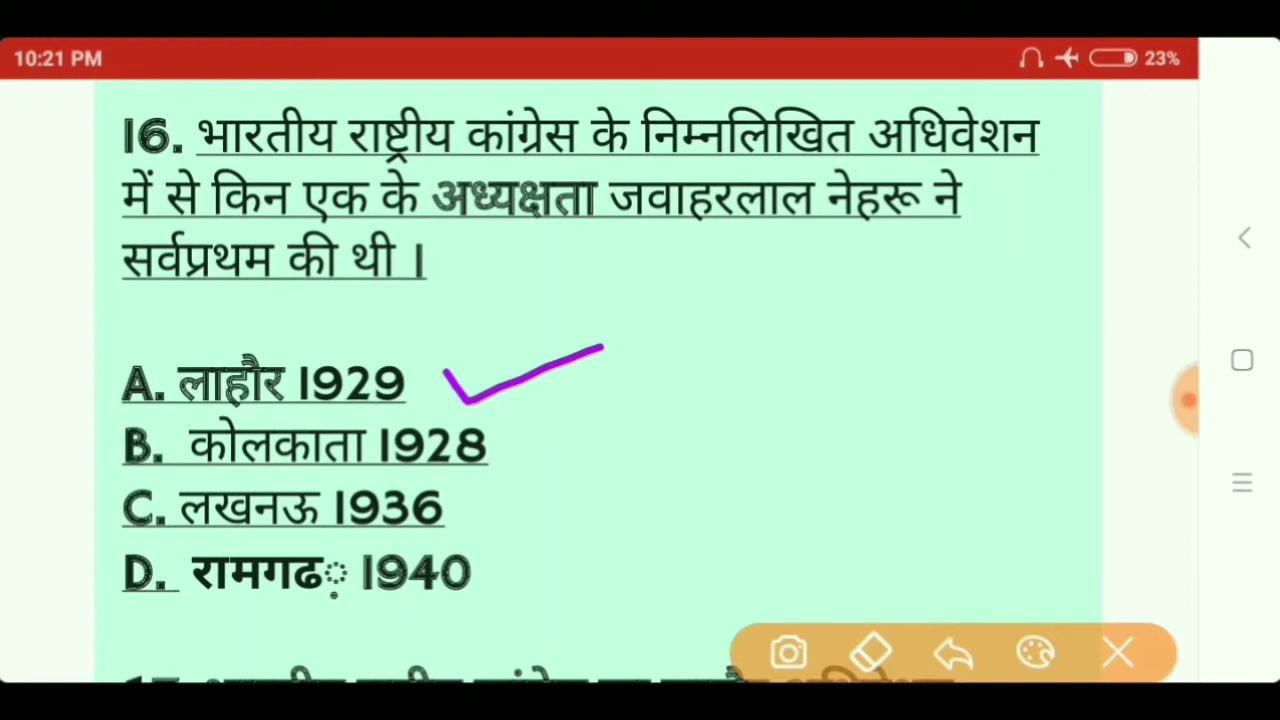 10:21 PM
23%
16. भारतीय राष्ट्रीय कांग्रेस के निम्नलिखित अधिवेशन
में से किन एक के अध्यक्षता जवाहरलाल नेहरू ने
सर्वप्रथम की थी |
A. लाहौर 1929
B. कोलकाता 1928
C. लखनऊ 1936
D. रामगढ़ 1940